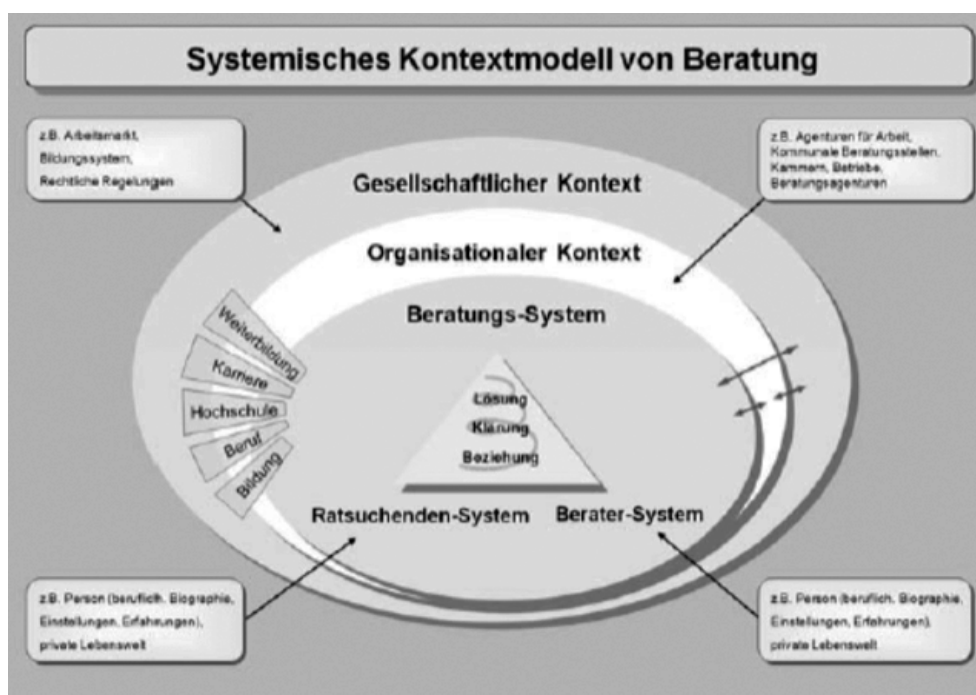 Systemisches Kontextmodell von Beratung
z.B. Arbeitsmarkt,
Bildungssystem,
Rechtliche Regelungen
z.B. Agenturen für Arbeit,
Kommunale Beratungsstellen,
Kammern, Betriebe,
Beratungsagenturen
Gesellschaftlicher Kontext
Organisationaler Kontext
Beratungs-System
Weiterbildung
Karriere
Hochschule
Beruf
Bildung
Lösung
Klärung
Beziehung
Ratsuchenden-System
Berater-System
z.B. Person (beruflich. Biographie,
Einstellungen, Erfahrungen),
private Lebenswelt
z.B. Person (beruflich. Biographie,
Einstellungen, Erfahrungen),
private Lebenswelt